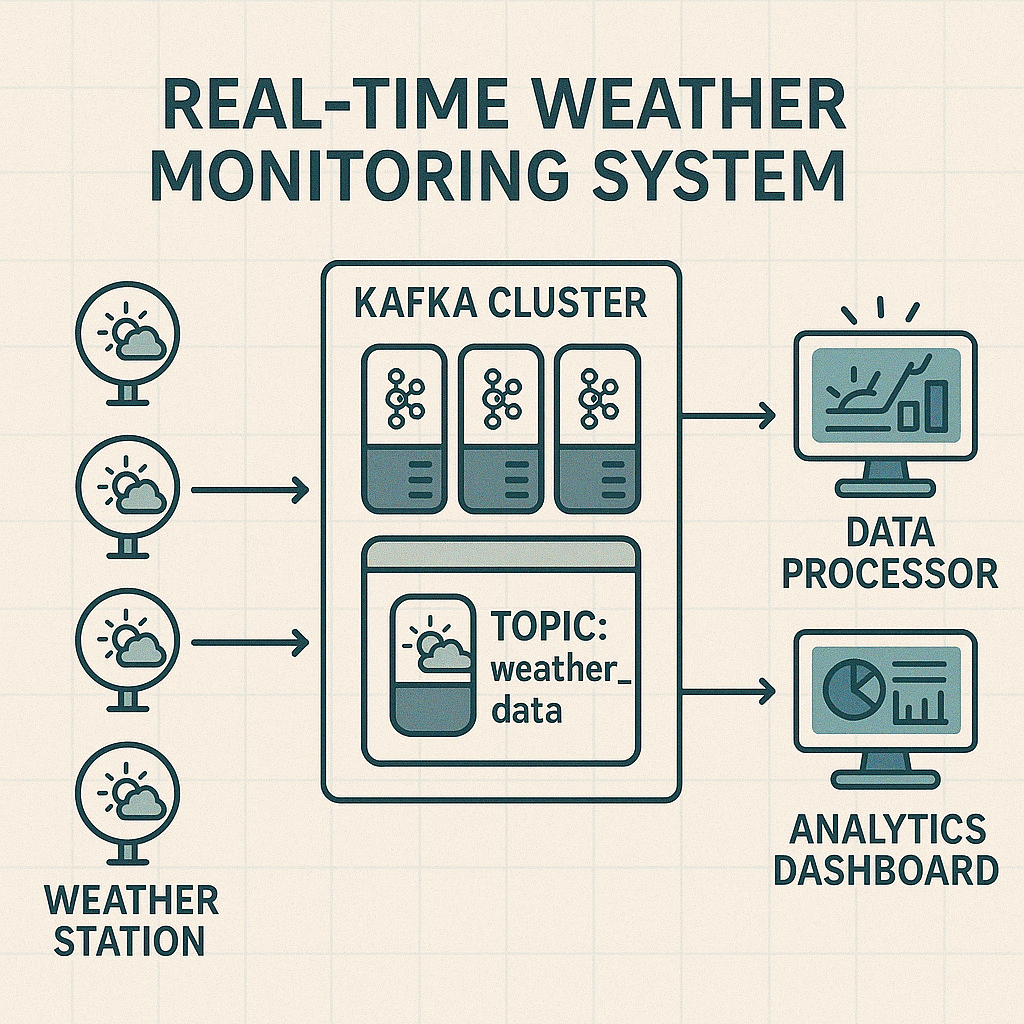 REAL-TIME WEATHER
MONITORING SYSTEM
KAFKA CLUSTER
TOPIC:
weather_
data
DATA
PROCESSOR
ANALYTICS
DASHBOARD
WEATHER
STATION